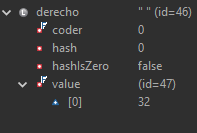 derecho " " (id=46)
coder 0
hash 0
hashIsZero false
value (id=47)
[0] 32